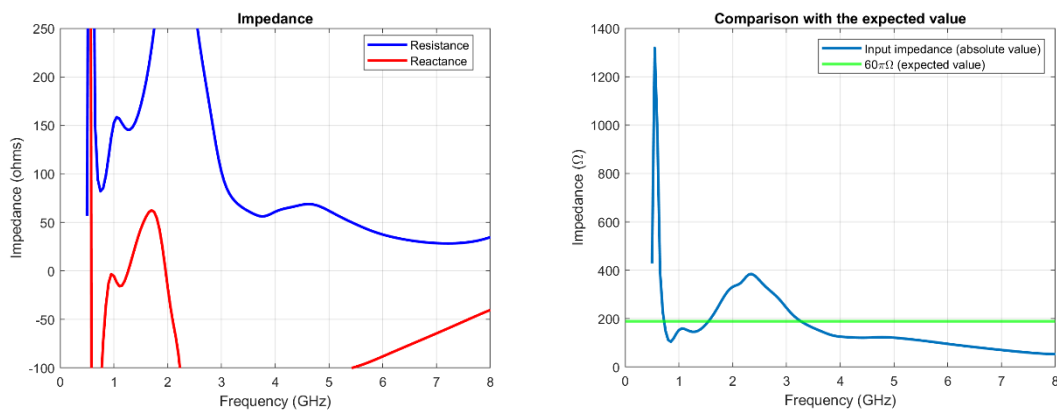 Impedance
250
200
150
100
50
0
-50
-100
Impedance (ohms)
Resistance
Reactance
0 1 2 3 4 5 6 7 8
Frequency (GHz)
Comparison with the expected value
1400
1200
1000
800
600
400
200
0
Impedance (Ω)
Input impedance (absolute value)
60πΩ (expected value)
0 1 2 3 4 5 6 7 8
Frequency (GHz)